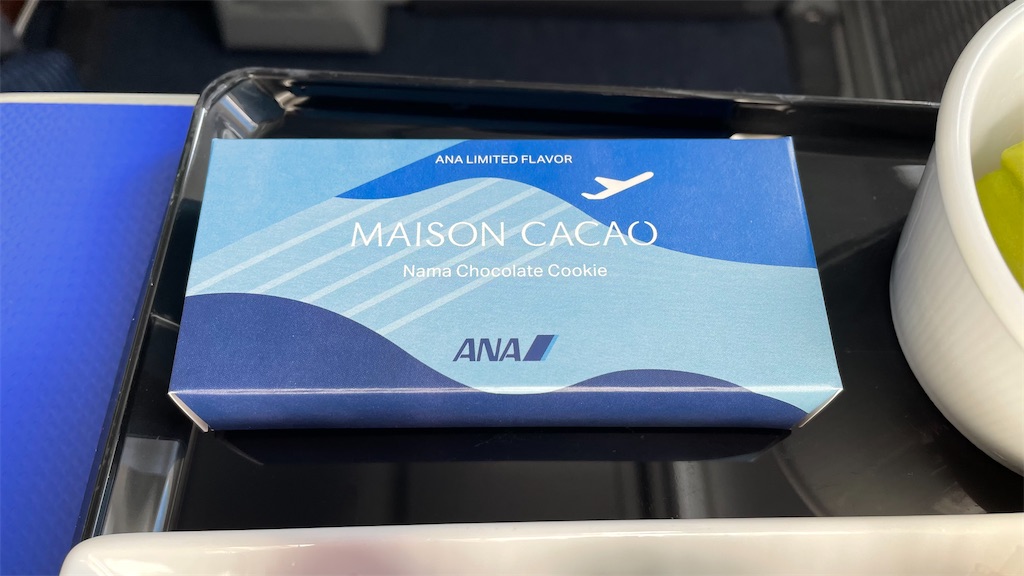 ANA LIMITED FLAVOR
MAISON CACAO
Nama Chocolate Cookie
ANA